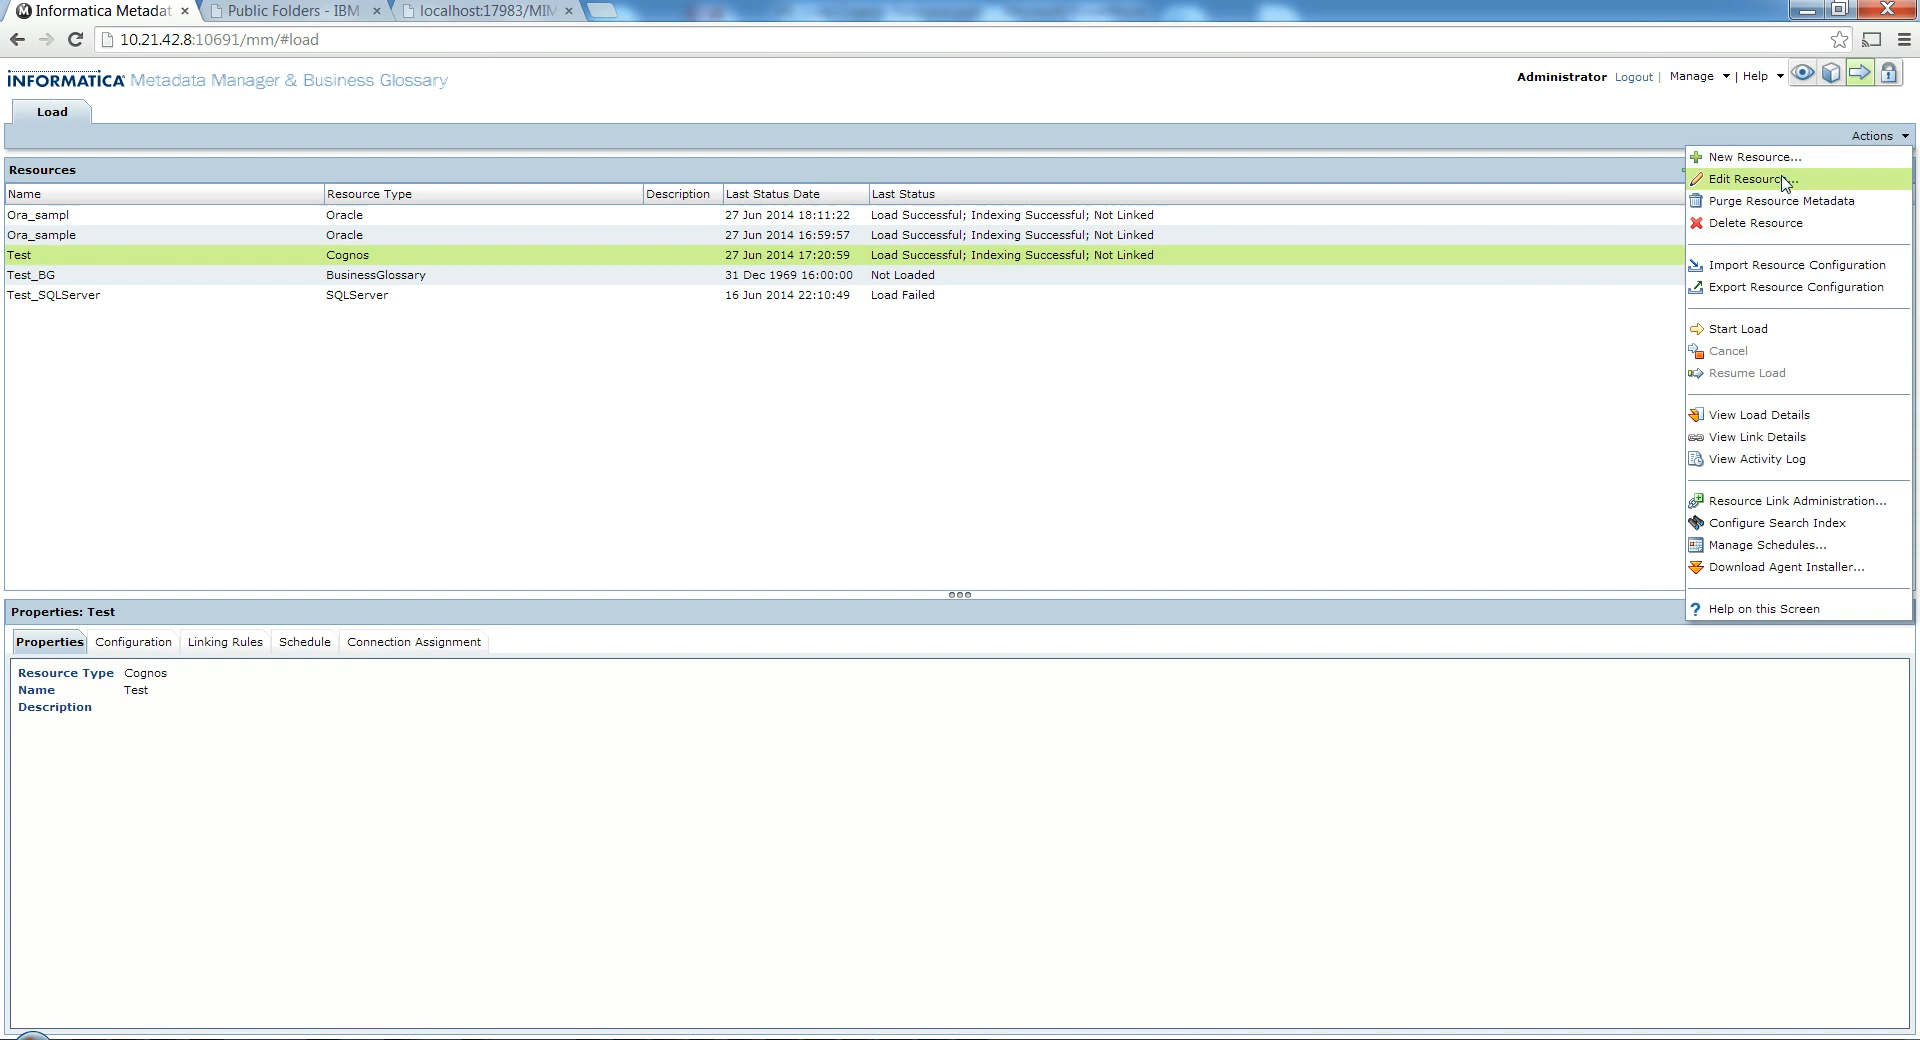 Informatica Metadat
Public Folders - IBM
localhost:17983/MIM
10.21.42.8:10691/mm/#load
INFORMATICA Metadata Manager & Business Glossary
Administrator Logout | Manage | Help
Load
Actions
Resources
Name Resource Type Description Last Status Date Last Status
Ora_sampl Oracle 27 Jun 2014 18:11:22 Load Successful; Indexing Successful; Not Linked
Ora_sample Oracle 27 Jun 2014 16:59:57 Load Successful; Indexing Successful; Not Linked
Test Cognos 27 Jun 2014 17:20:59 Load Successful; Indexing Successful; Not Linked
Test_BG BusinessGlossary 31 Dec 1969 16:00:00 Not Loaded
Test_SQLServer SQLServer 16 Jun 2014 22:10:49 Load Failed
New Resource...
Edit Resource...
Purge Resource Metadata
Delete Resource
Import Resource Configuration
Export Resource Configuration
Start Load
Cancel
Resume Load
View Load Details
View Link Details
View Activity Log
Resource Link Administration...
Configure Search Index
Manage Schedules...
Download Agent Installer...
Help on this Screen
Properties: Test
Properties Configuration Linking Rules Schedule Connection Assignment
Resource Type Cognos
Name Test
Description